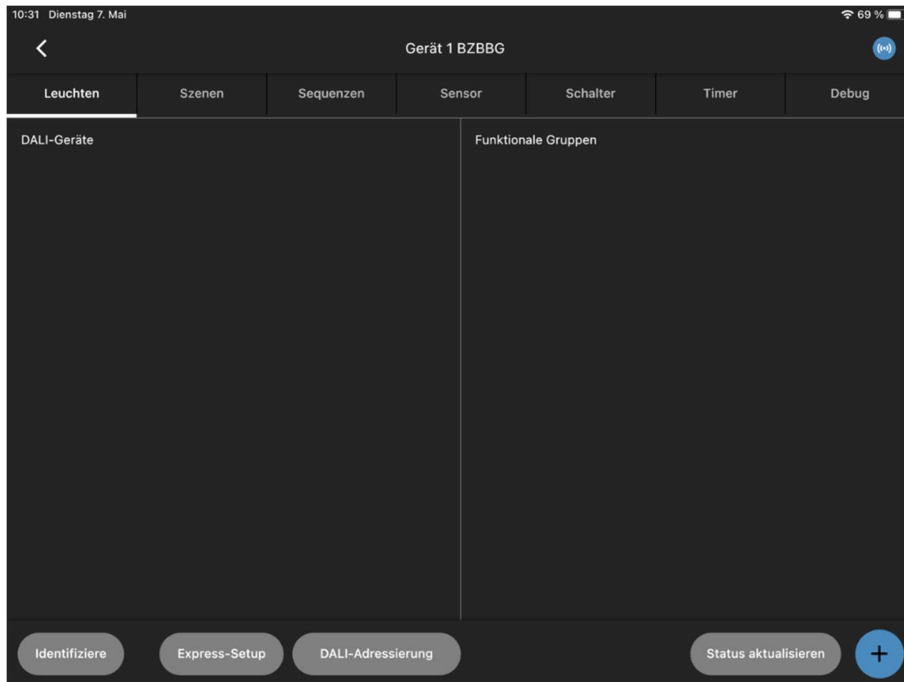 10:31 Dienstag 7. Mai 69 %
Gerät 1 BZBBG
Leuchten Szenen Sequenzen Sensor Schalter Timer Debug
DALI-Geräte Funktionale Gruppen
Identifiziere Express-Setup DALI-Adressierung Status aktualisieren +